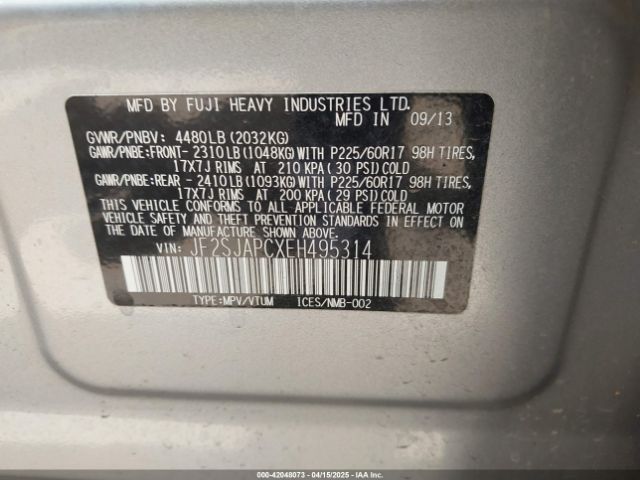 MFD BY FUJI HEAVY INDUSTRIES LTD.
MFD IN 09/13
GVWR/PNBV: 4480LB (2032KG)
GAWR/PNBE:FRONT- 2310LB (1048KG) WITH P225/60R17 98H TIRES,
17X7J RIMS AT 210 KPA (30 PSI) COLD
GAWR/PNBE:REAR - 2410LB (1093KG) WITH P225/60R17 98H TIRES,
17X7J RIMS AT 200 KPA (29 PSI) COLD
THIS VEHICLE CONFORMS TO ALL APPLICABLE FEDERAL MOTOR
VEHICLE SAFETY AND THEFT PREVENTION STANDARDS IN EFFECT ON
THE DATE OF MANUFACTURE SHOWN ABOVE.
VIN: JF2SJAPCXEH495314
TYPE:MPV/VTUM ICES/NMB-002
000-42048073 - 04/15/2025 - IAAI.COM